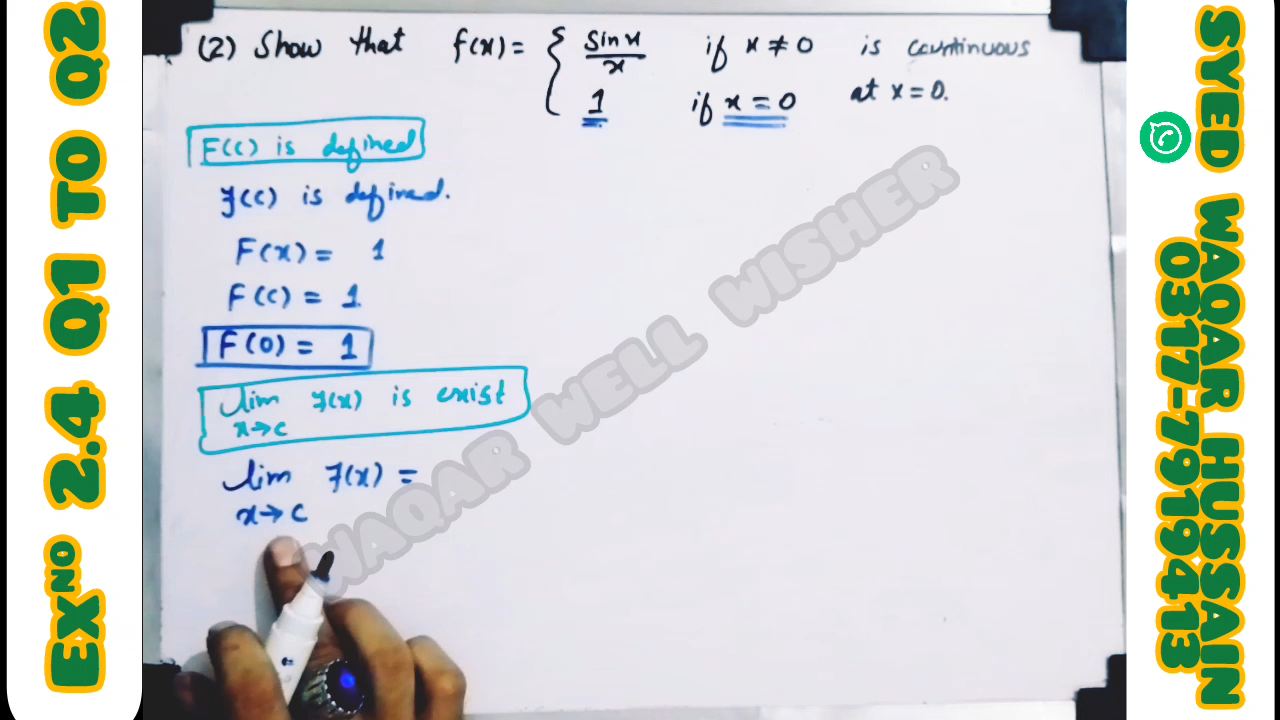 Ex NO 2.4 Q1 TO Q2
(2) Show that f(x) = { sin x / x if x ≠ 0 is continuous
1 if x = 0 at x = 0.
F(c) is defined
f(c) is defined.
F(x) = 1
F(c) = 1
F(0) = 1
lim f(x) is exist
x→c
lim f(x) =
x→c
WAQAR WELL WISHER
SYED WAQAR HUSSAIN
0317-7919413